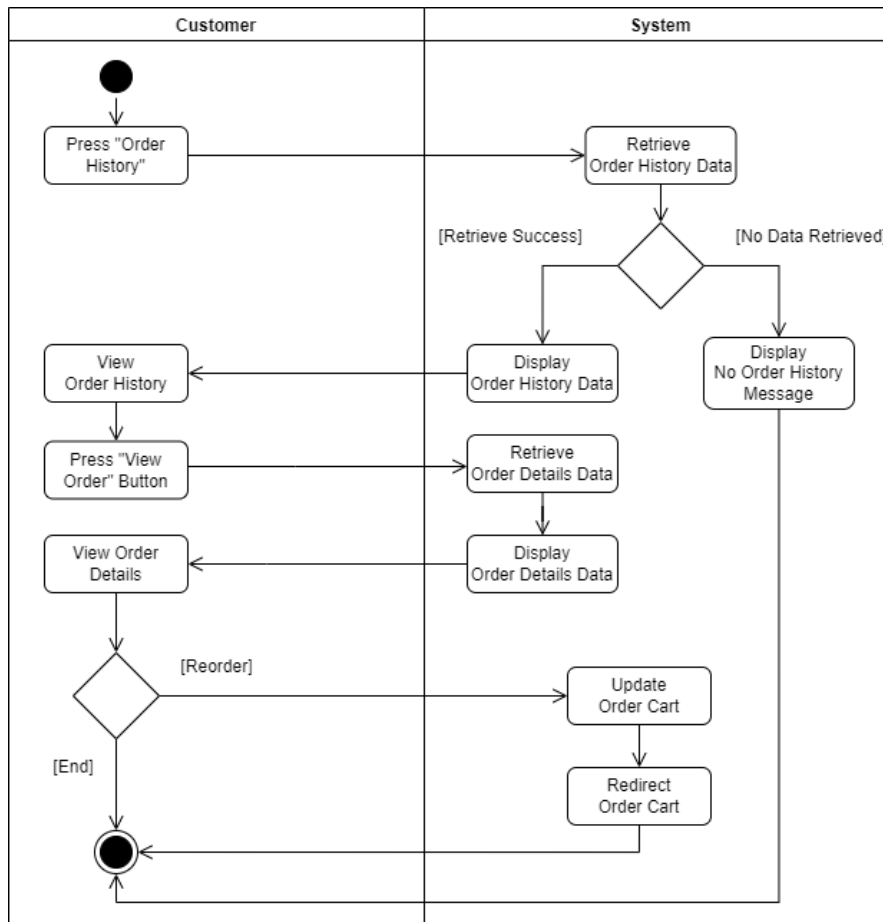 Customer
System
Press "Order
History"
Retrieve
Order History Data
[Retrieve Success]
[No Data Retrieved]
View
Order History
Display
Order History Data
Display
No Order History
Message
Press "View
Order" Button
Retrieve
Order Details Data
View Order
Details
Display
Order Details Data
[Reorder]
Update
Order Cart
[End]
Redirect
Order Cart